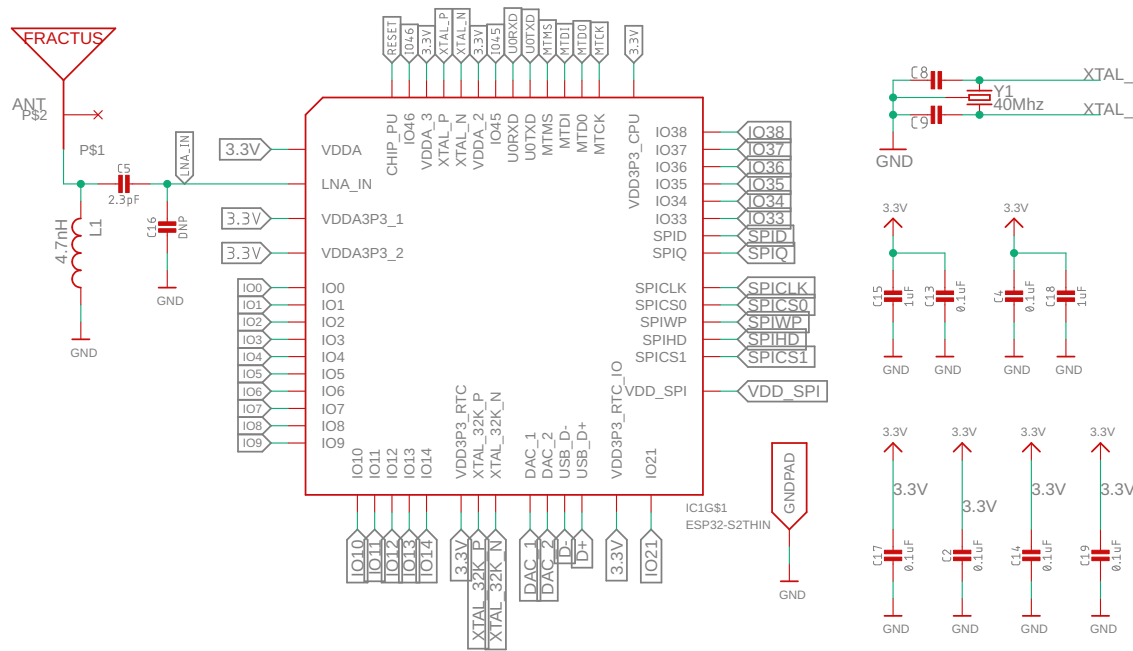 FRACTUS
ANT
P$2
P$1
C5
2.3pF
LNA_IN
C16
DNP
GND
L1
4.7nH
GND
RESET
IO46
3.3V
XTAL_P
XTAL_N
3.3V
IO45
U0RXD
U0TXD
MTMS
MTDI
MTDO
MTCK
3.3V
CHIP_PU
IO46
VDDA_3
XTAL_P
XTAL_N
VDDA_2
IO45
U0RXD
U0TXD
MTMS
MTDI
MTDO
MTCK
VDD3P3_CPU
3.3V
VDDA
LNA_IN
3.3V
VDDA3P3_1
3.3V
VDDA3P3_2
IO0 IO0
IO1 IO1
IO2 IO2
IO3 IO3
IO4 IO4
IO5 IO5
IO6 IO6
IO7 IO7
IO8 IO8
IO9 IO9
IO38 IO38
IO37 IO37
IO36 IO36
IO35 IO35
IO34 IO34
IO33 IO33
SPID SPID
SPIQ SPIQ
SPICLK SPICLK
SPICS0 SPICS0
SPIWP SPIWP
SPIHD SPIHD
SPICS1 SPICS1
VDD_SPI VDD_SPI
IO10
IO11
IO12
IO13
IO14
VDD3P3_RTC
XTAL_32K_P
XTAL_32K_N
DAC_1
DAC_2
USB_D-
USB_D+
VDD3P3_RTC_IO
IO21
IO10
IO11
IO12
IO13
IO14
3.3V
XTAL_32K_P
XTAL_32K_N
DAC_1
DAC_2
D-
D+
3.3V
IO21
IC1G$1
ESP32-S2THIN
GNDPAD
GND
C8
XTAL_
Y1
40Mhz
C9
XTAL_
GND
3.3V
C15
1uF
C13
0.1uF
GND
GND
3.3V
C4
0.1uF
C18
1uF
GND
GND
3.3V
3.3V
C17
0.1uF
GND
3.3V
3.3V
C2
0.1uF
GND
3.3V
3.3V
C14
0.1uF
GND
3.3V
3.3V
C19
0.1uF
GND